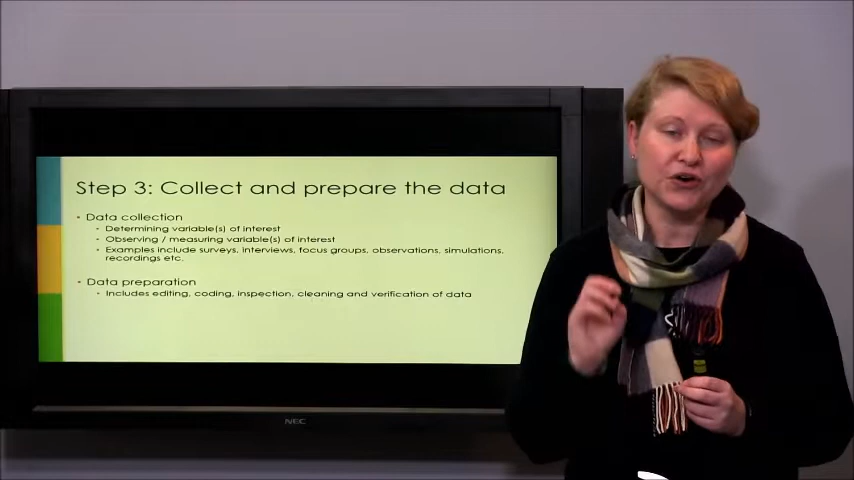 Step 3: Collect and prepare the data
• Data collection
• Determining variable(s) of interest
• Observing / measuring variable(s) of interest
• Examples include surveys, interviews, focus groups, observations, simulations,
recordings etc.
• Data preparation
• Includes editing, coding, inspection, cleaning and verification of data
NEC